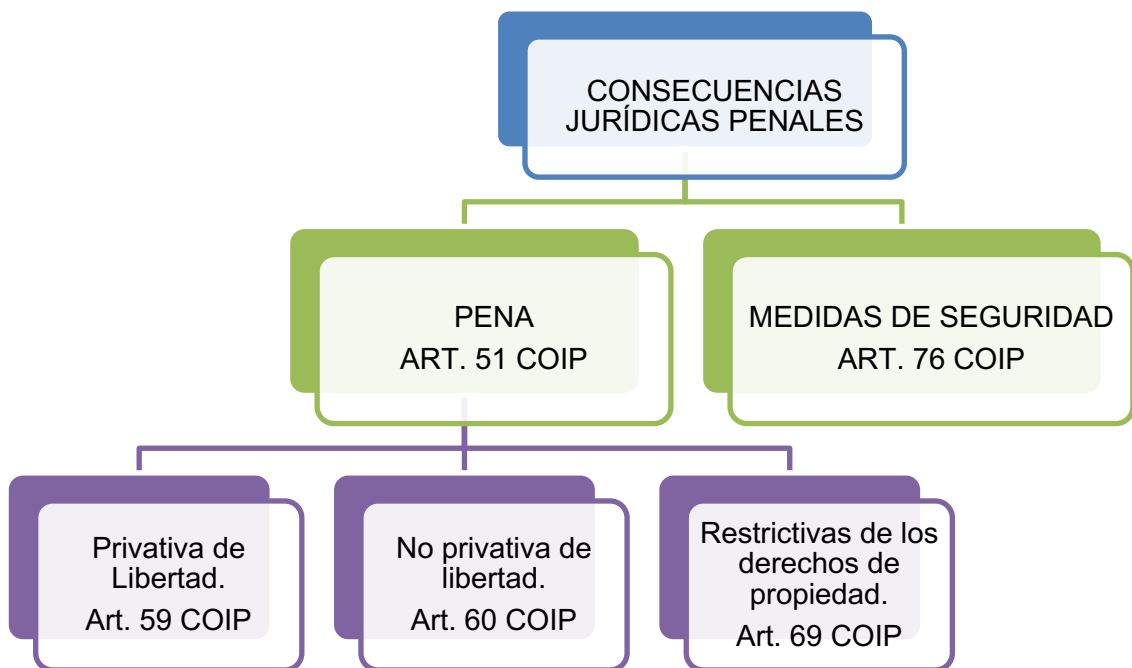 CONSECUENCIAS
JURÍDICAS PENALES
PENA
ART. 51 COIP
MEDIDAS DE SEGURIDAD
ART. 76 COIP
Privativa de
Libertad.
Art. 59 COIP
No privativa de
libertad.
Art. 60 COIP
Restrictivas de los
derechos de
propiedad.
Art. 69 COIP